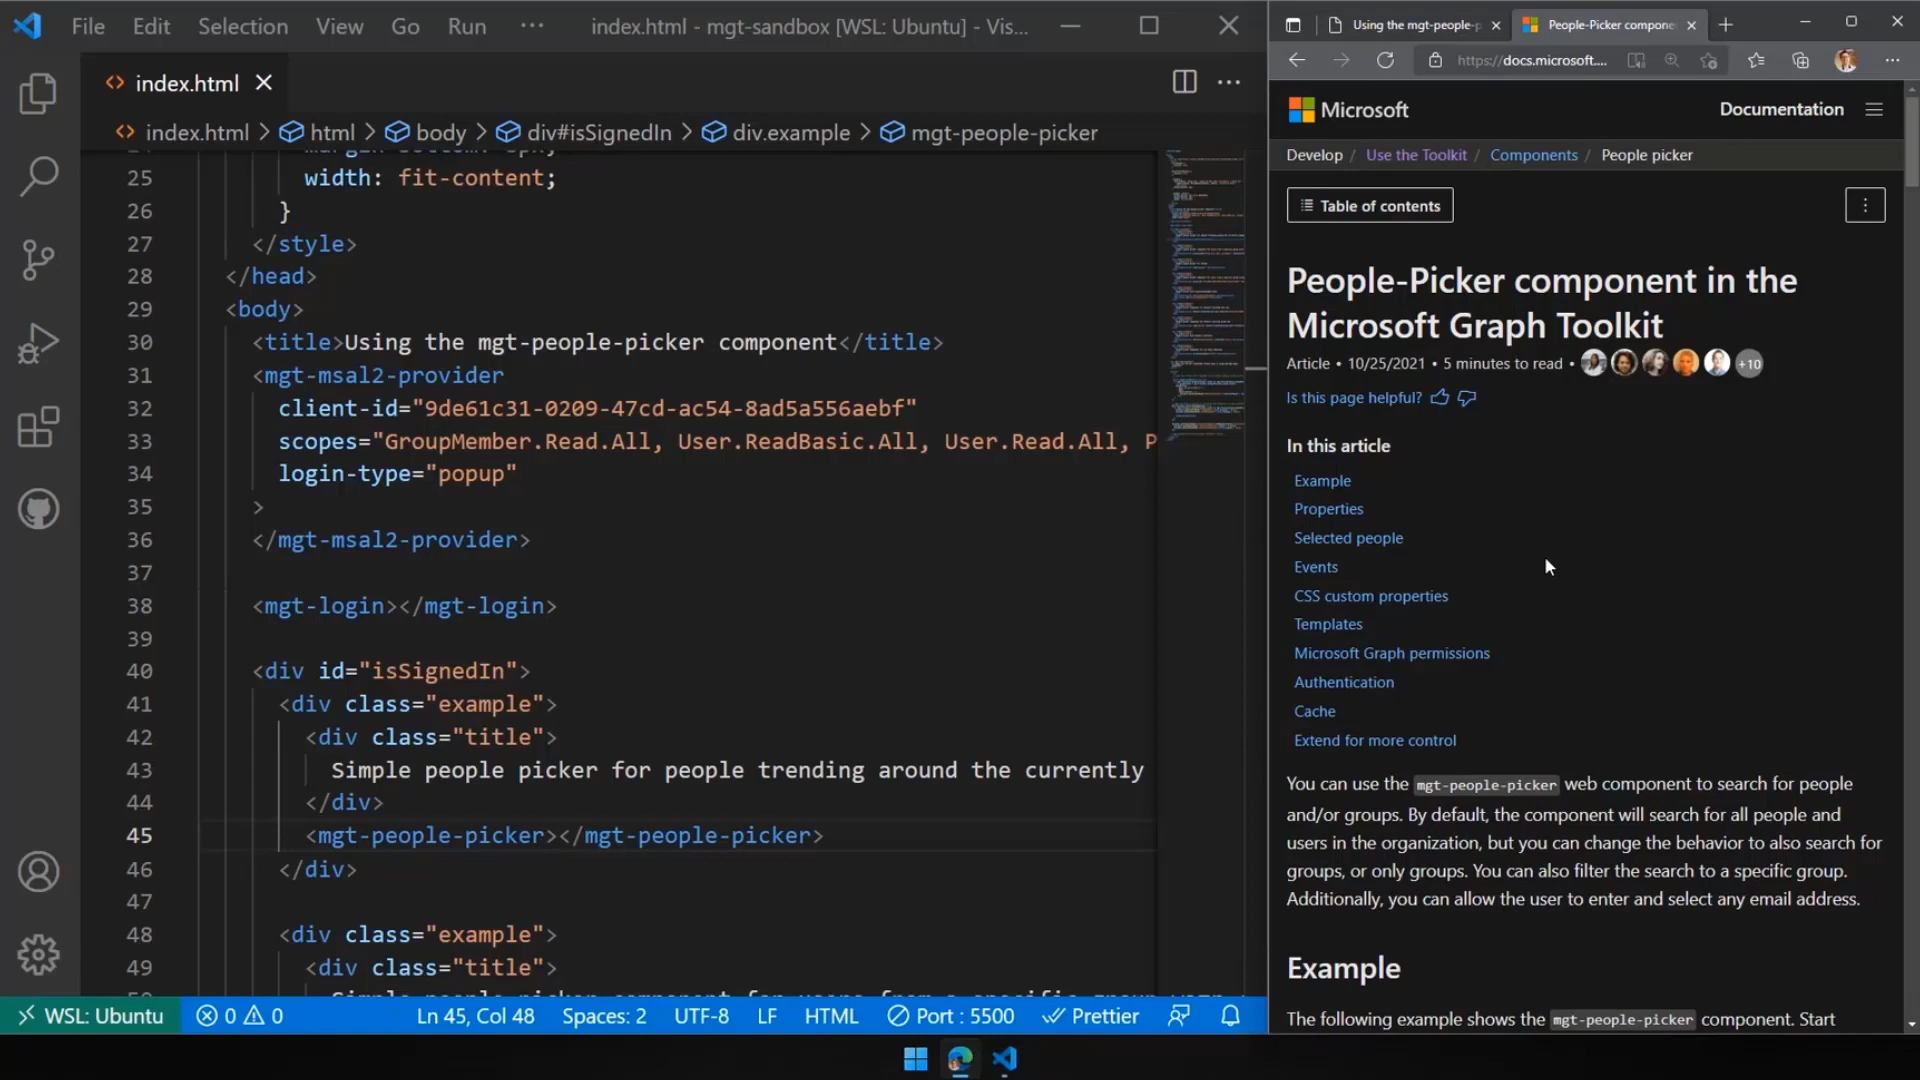 File Edit Selection View Go Run ··· index.html - mgt-sandbox [WSL: Ubuntu] - Vis...
index.html
index.html > html > body > div#isSignedIn > div.example > mgt-people-picker
25 width: fit-content;
26 }
27 </style>
28 </head>
29 <body>
30 <title>Using the mgt-people-picker component</title>
31 <mgt-msal2-provider
32 client-id="9de61c31-0209-47cd-ac54-8ad5a556aebf"
33 scopes="GroupMember.Read.All, User.ReadBasic.All, User.Read.All, P
34 login-type="popup"
35 >
36 </mgt-msal2-provider>
37
38 <mgt-login></mgt-login>
39
40 <div id="isSignedIn">
41 <div class="example">
42 <div class="title">
43 Simple people picker for people trending around the currently
44 </div>
45 <mgt-people-picker></mgt-people-picker>
46 </div>
47
48 <div class="example">
49 <div class="title">
WSL: Ubuntu 0 0 Ln 45, Col 48 Spaces: 2 UTF-8 LF HTML Port : 5500 Prettier
Using the mgt-people-p People-Picker compone
https://docs.microsoft....
Microsoft Documentation
Develop / Use the Toolkit / Components / People picker
Table of contents
People-Picker component in the
Microsoft Graph Toolkit
Article • 10/25/2021 • 5 minutes to read • +10
Is this page helpful?
In this article
Example
Properties
Selected people
Events
CSS custom properties
Templates
Microsoft Graph permissions
Authentication
Cache
Extend for more control
You can use the mgt-people-picker web component to search for people
and/or groups. By default, the component will search for all people and
users in the organization, but you can change the behavior to also search for
groups, or only groups. You can also filter the search to a specific group.
Additionally, you can allow the user to enter and select any email address.
Example
The following example shows the mgt-people-picker component. Start